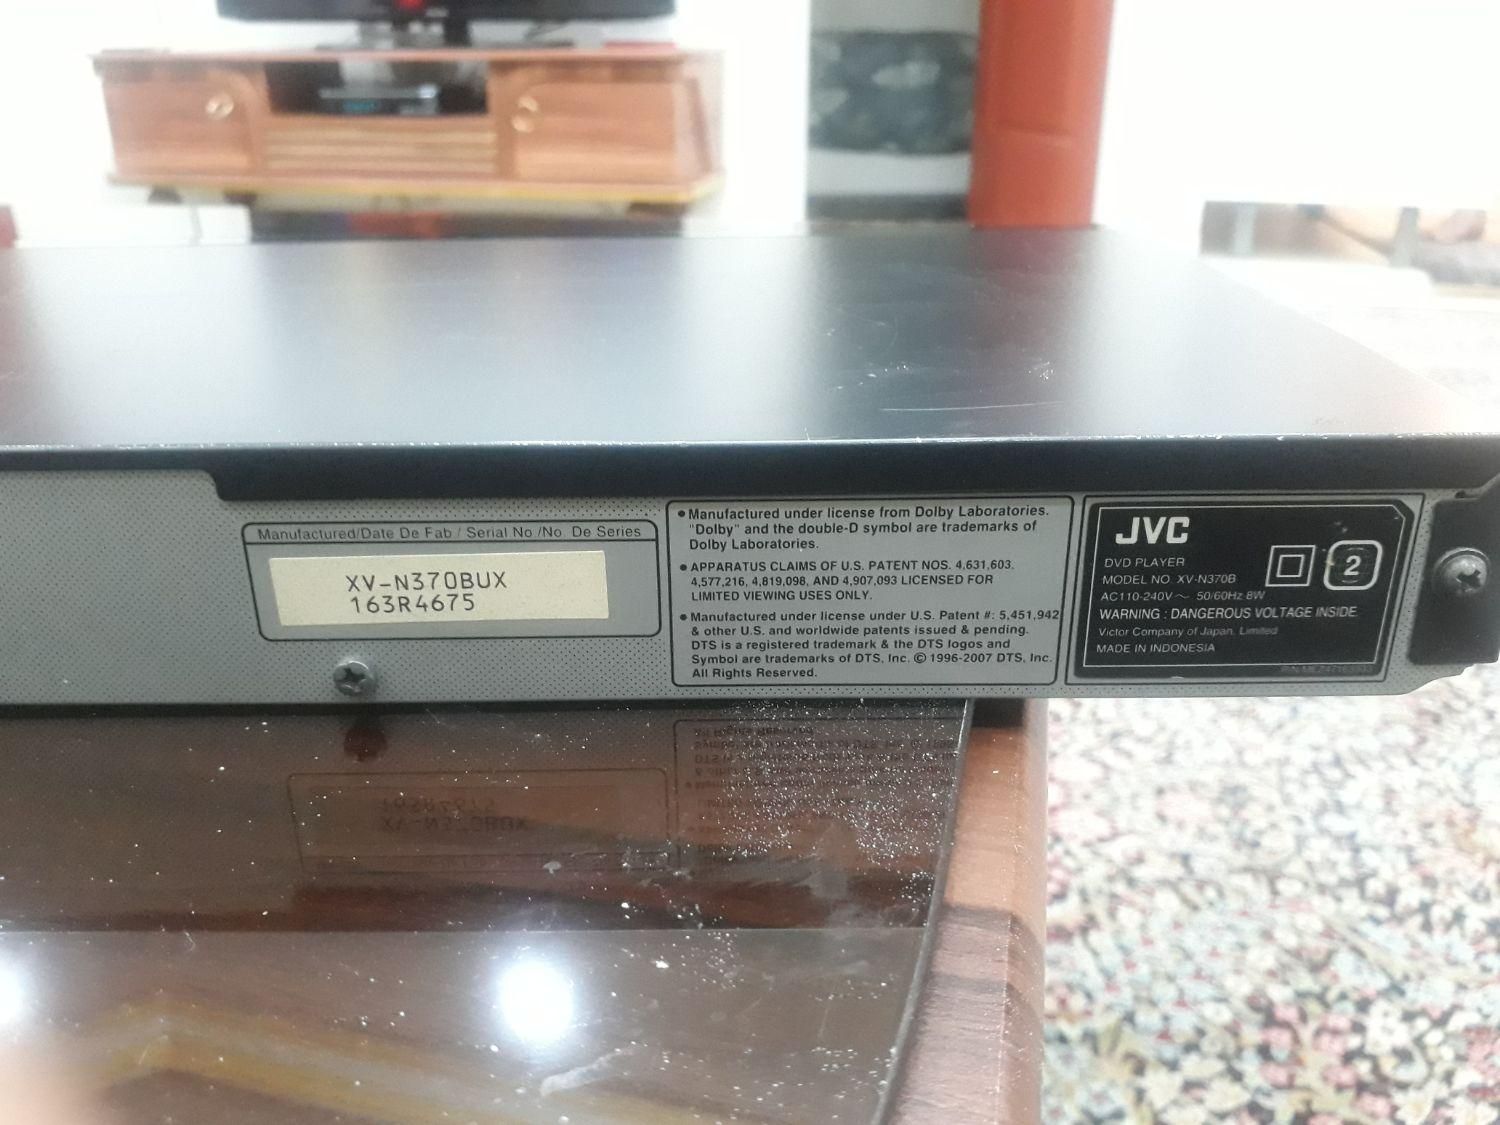 Manufactured/Date De Fab / Serial No /No. De Series
XV-N370BUX
163R4675
● Manufactured under license from Dolby Laboratories.
"Dolby" and the double-D symbol are trademarks of
Dolby Laboratories.
● APPARATUS CLAIMS OF U.S. PATENT NOS. 4,631,603,
4,577,216, 4,819,098, AND 4,907,093 LICENSED FOR
LIMITED VIEWING USES ONLY.
● Manufactured under license under U.S. Patent #: 5,451,942
& other U.S. and worldwide patents issued & pending.
DTS is a registered trademark & the DTS logos and
Symbol are trademarks of DTS, Inc. © 1996-2007 DTS, Inc.
All Rights Reserved.
JVC
DVD PLAYER
MODEL NO. XV-N370B
2
AC110-240V～ 50/60Hz 8W
WARNING : DANGEROUS VOLTAGE INSIDE.
Victor Company of Japan, Limited
MADE IN INDONESIA